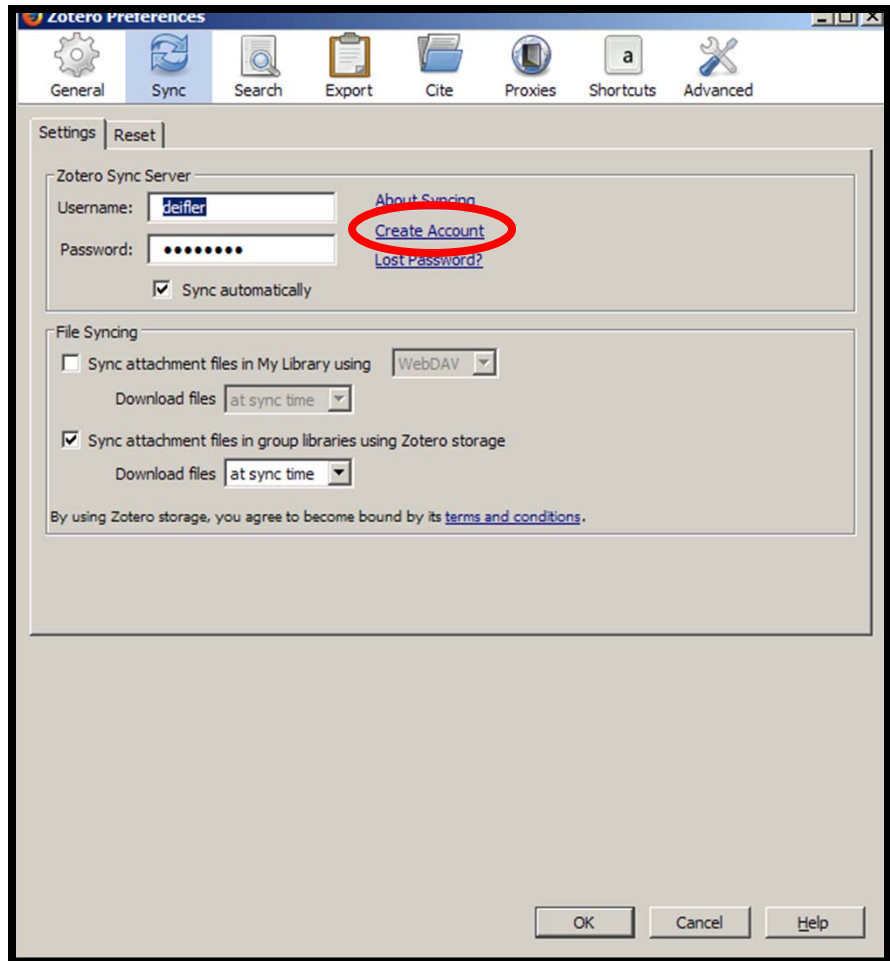 Zotero Preferences
General Sync Search Export Cite Proxies Shortcuts Advanced
a
Settings Reset
Zotero Sync Server
Username: deifler About Syncing
Create Account
Password: ●●●●●●●● Lost Password?
Sync automatically
File Syncing
Sync attachment files in My Library using WebDAV
Download files at sync time
Sync attachment files in group libraries using Zotero storage
Download files at sync time
By using Zotero storage, you agree to become bound by its terms and conditions.
OK Cancel Help